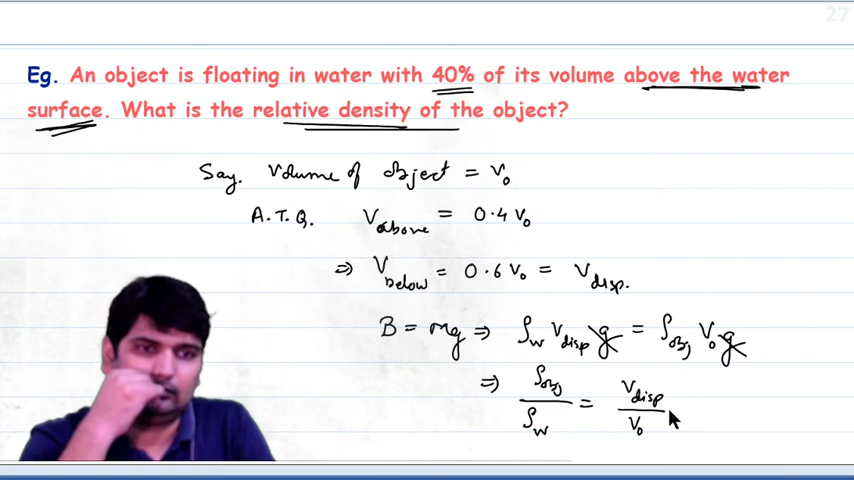 27
Eg. An object is floating in water with 40% of its volume above the water
surface. What is the relative density of the object?
Say. Volume of object = V₀
A.T.Q. V_above = 0.4 V₀
⇒ V_below = 0.6 V₀ = V_disp.
B = mg ⇒ ρ_w V_disp g = ρ_obj V₀ g
⇒ ρ_obj / ρ_w = V_disp / V₀